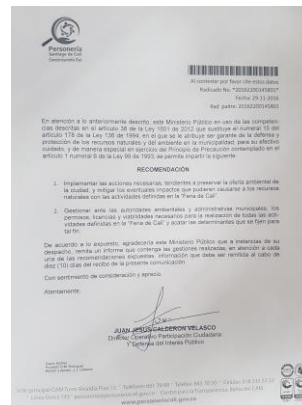 Personería
Santiago de Cali
Al contestar por favor cite estos datos:
Radicado No. *20162200145801*
Fecha: 29-11-2016
En atención a lo anteriormente descrito, este Ministerio Público en uso de las competen-
cias descritas en el artículo 38 de la Ley 1551 de 2012 que sustituye el numeral 15 del
artículo 178 de la Ley 136 de 1994, en el que se le atribuye ser garante de la defensa y
protección de los recursos naturales y del ambiente en la municipalidad, para su efectivo
cuidado, y de manera especial en ejercicio del Principio de Precaución contemplado en el
artículo 1 numeral 6 de la Ley 99 de 1993, se permite impartir la siguiente:
RECOMENDACIÓN
1. Implementar las acciones necesarias, tendientes a preservar la oferta ambiental de
la ciudad, y mitigar los eventuales impactos que pudieran causarse a los recursos
naturales con las actividades definidas en la "Feria de Cali".
2. Gestionar ante las autoridades ambientales y administrativas municipales, los
permisos, licencias y viabilidades necesarios para la realización de todas las acti-
vidades definidas en la "Feria de Cali" y acatar las determinantes que se fijen para
tal fin.
De acuerdo a lo expuesto, agradecería este Ministerio Público que a instancias de su
despacho, remita un informe que contenga las gestiones realizadas, en atención a cada
una de las recomendaciones expuestas, información que debe ser remitida al cabo de
diez (10) días del recibo de la presente comunicación.
Con sentimiento de consideración y aprecio.
Atentamente,
JUAN JESUS CALDERON VELASCO
Director Operativo Participación Ciudadana
Y Defensa del Interés Público
www.personeriacali.gov.co